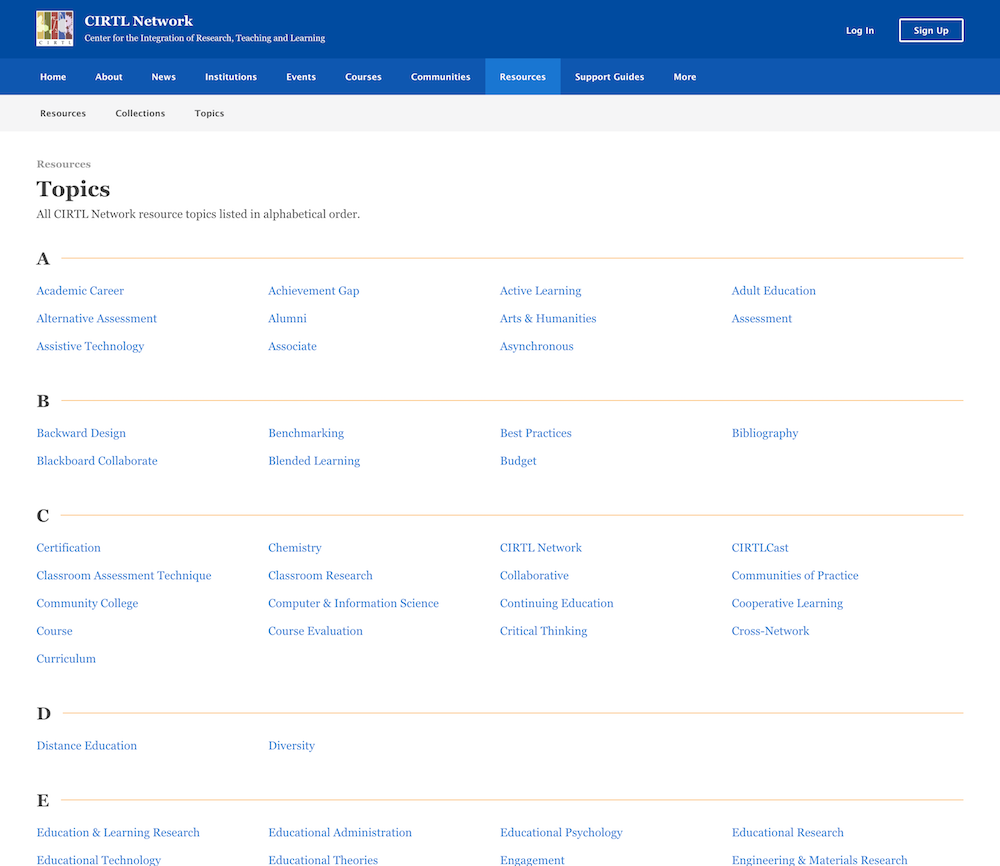 CIRTL
CIRTL Network
Center for the Integration of Research, Teaching and Learning
Log In
Sign Up
Home About News Institutions Events Courses Communities Resources Support Guides More
Resources Collections Topics
Resources
Topics
All CIRTL Network resource topics listed in alphabetical order.
A
Academic Career Achievement Gap Active Learning Adult Education
Alternative Assessment Alumni Arts & Humanities Assessment
Assistive Technology Associate Asynchronous
B
Backward Design Benchmarking Best Practices Bibliography
Blackboard Collaborate Blended Learning Budget
C
Certification Chemistry CIRTL Network CIRTLCast
Classroom Assessment Technique Classroom Research Collaborative Communities of Practice
Community College Computer & Information Science Continuing Education Cooperative Learning
Course Course Evaluation Critical Thinking Cross-Network
Curriculum
D
Distance Education Diversity
E
Education & Learning Research Educational Administration Educational Psychology Educational Research
Educational Technology Educational Theories Engagement Engineering & Materials Research